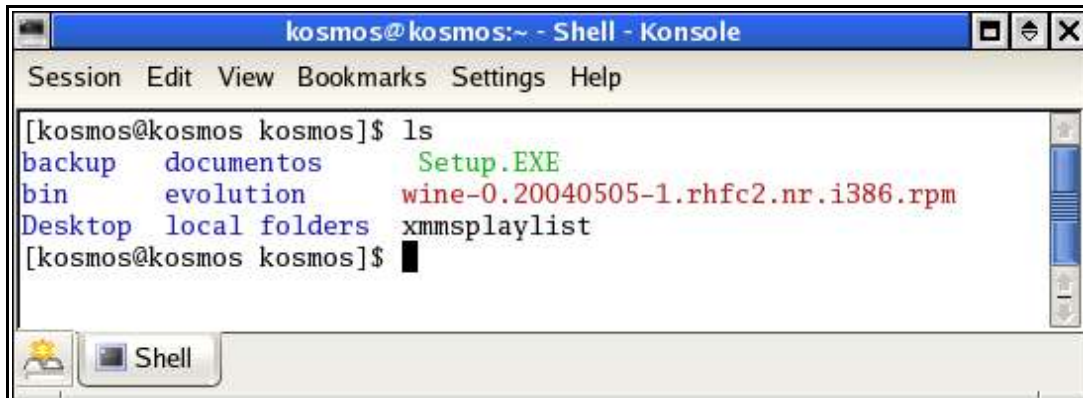 kosmos@kosmos:~ - Shell - Konsole
Session Edit View Bookmarks Settings Help
[kosmos@kosmos kosmos]$ ls
backup documentos Setup.EXE
bin evolution wine-0.20040505-1.rhfc2.nr.i386.rpm
Desktop local folders xmmsplaylist
[kosmos@kosmos kosmos]$
Shell